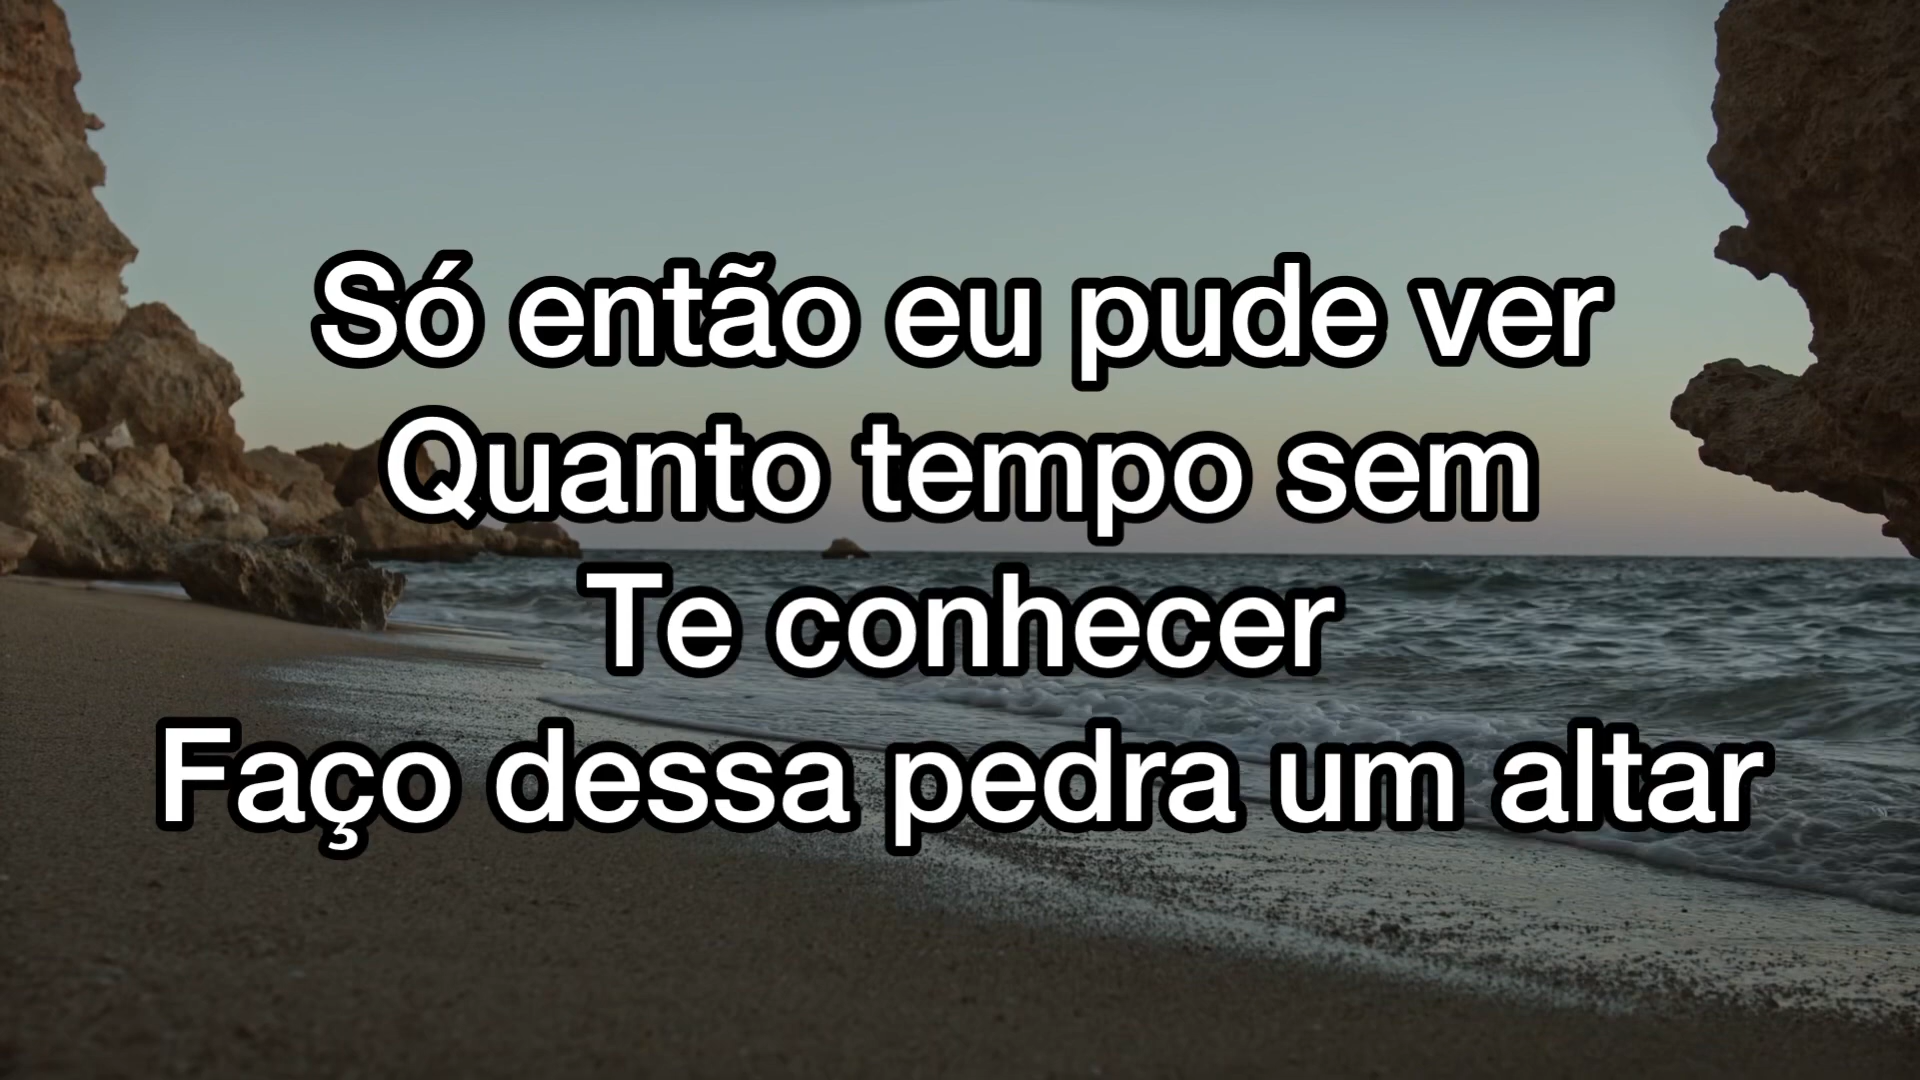 Só então eu pude ver
Quanto tempo sem
Te conhecer
Faço dessa pedra um altar